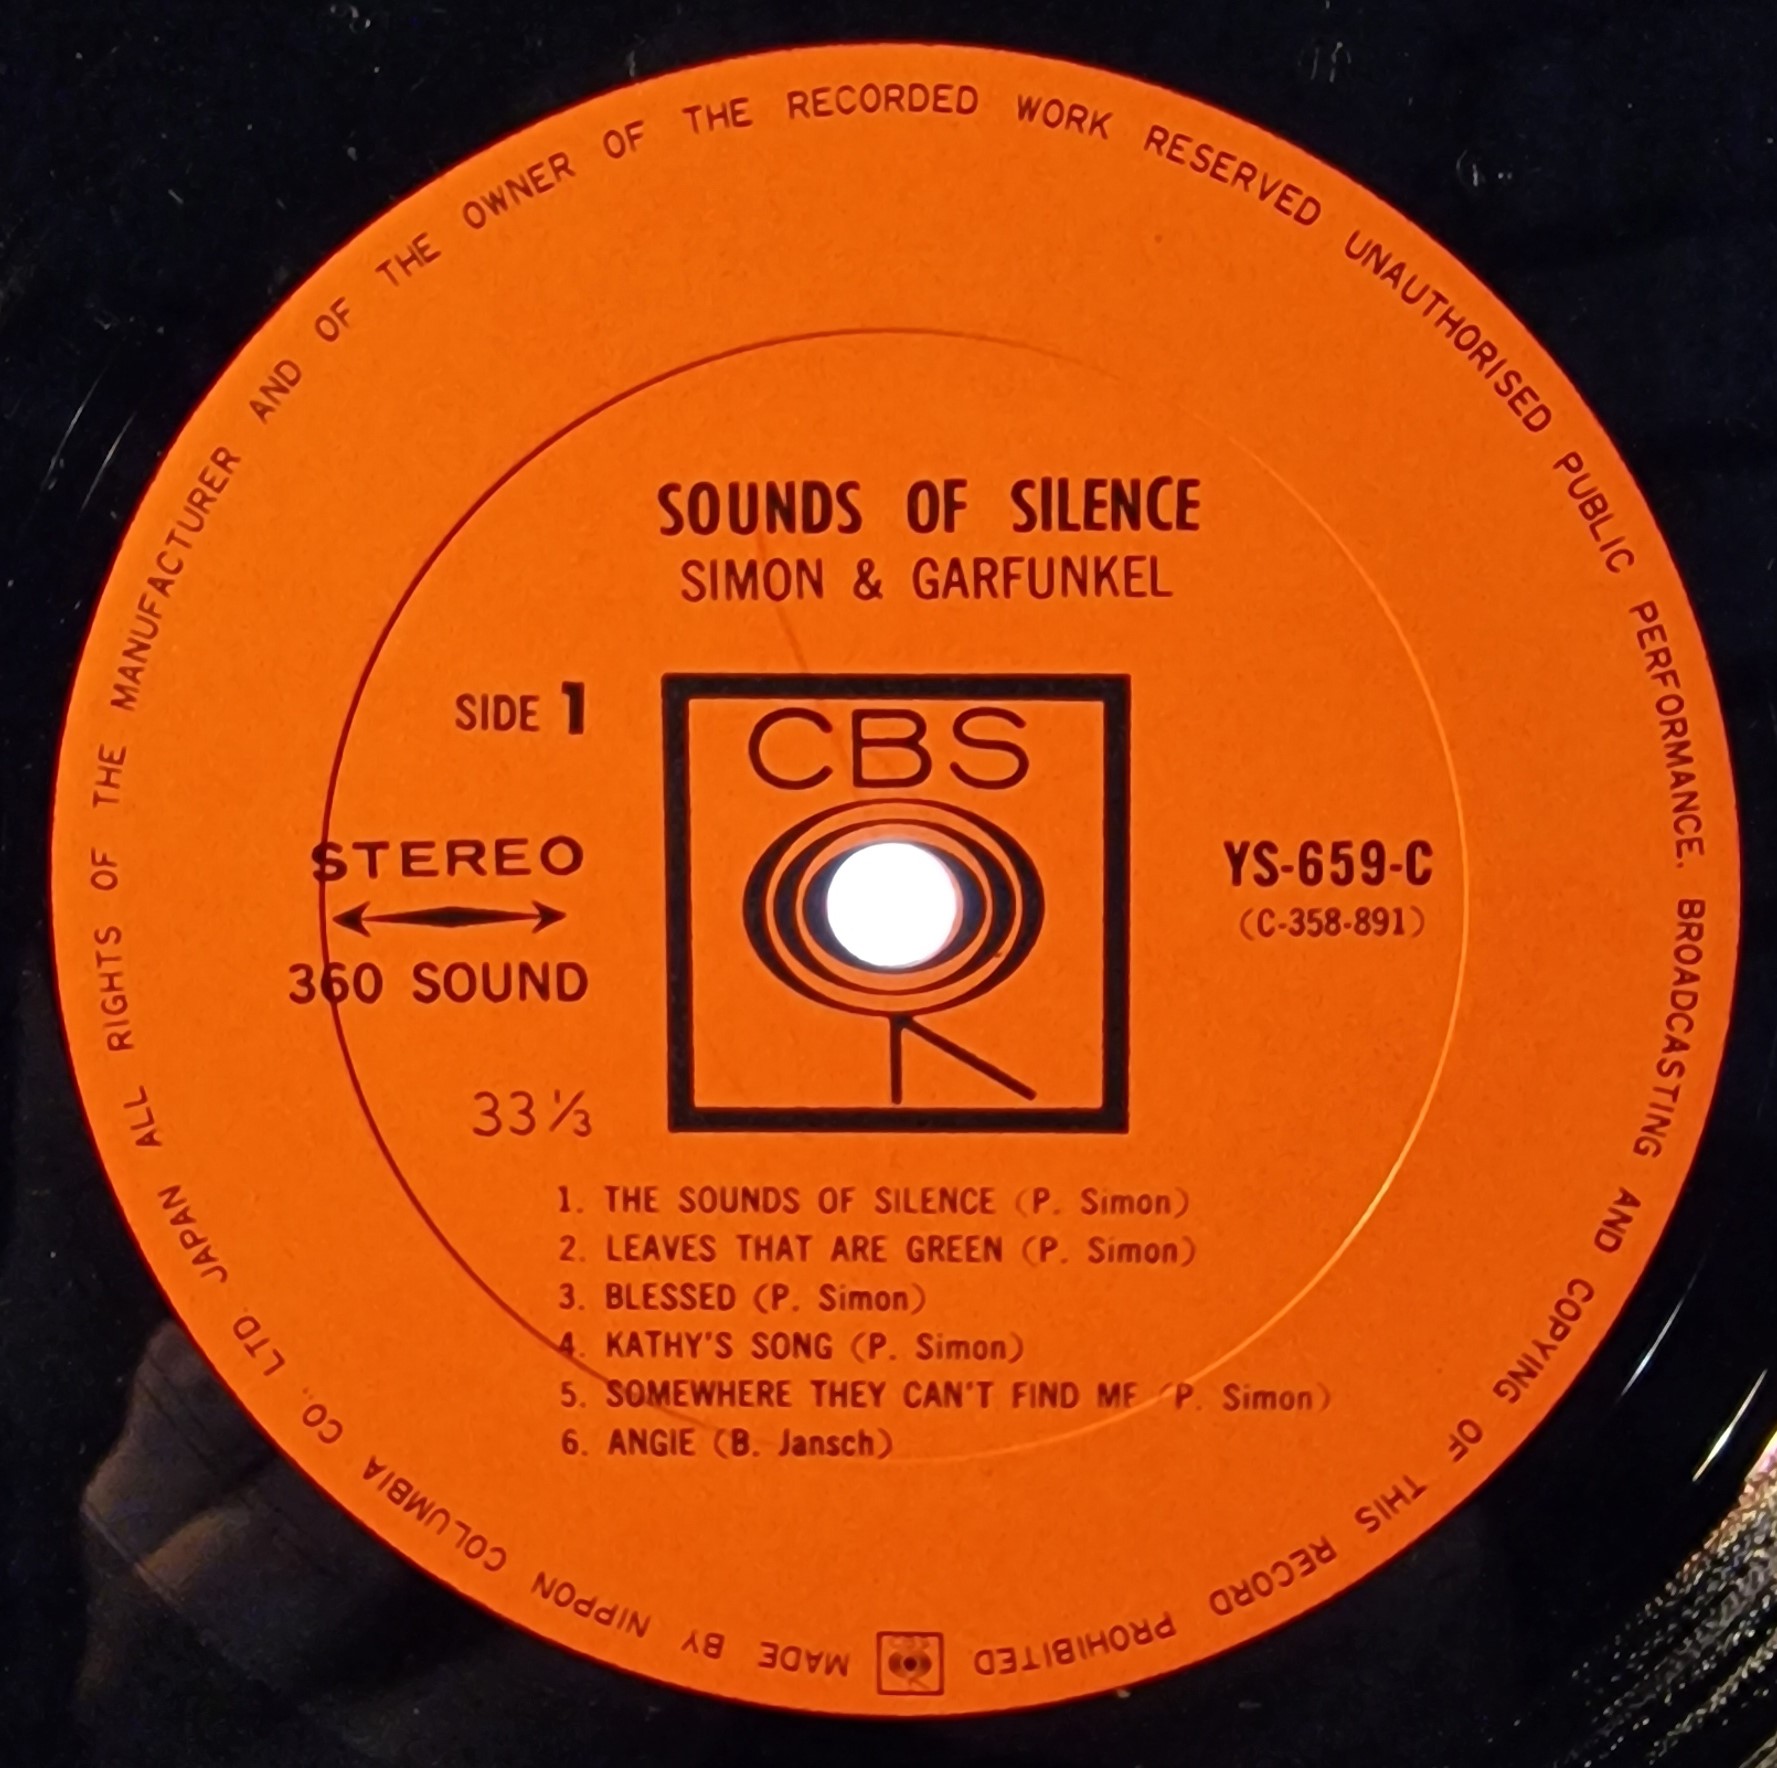 SOUNDS OF SILENCE
SIMON & GARFUNKEL
SIDE 1
CBS
STEREO
360 SOUND
YS-659-C
(C-358-891)
33 ⅓
1. THE SOUNDS OF SILENCE (P. Simon)
2. LEAVES THAT ARE GREEN (P. Simon)
3. BLESSED (P. Simon)
4. KATHY'S SONG (P. Simon)
5. SOMEWHERE THEY CAN'T FIND ME (P. Simon)
6. ANGIE (B. Jansch)
MADE BY NIPPON COLUMBIA CO., LTD. JAPAN ALL RIGHTS OF THE MANUFACTURER AND OF THE OWNER OF THE RECORDED WORK RESERVED UNAUTHORISED PUBLIC PERFORMANCE. BROADCASTING AND COPYING OF THIS RECORD PROHIBITED